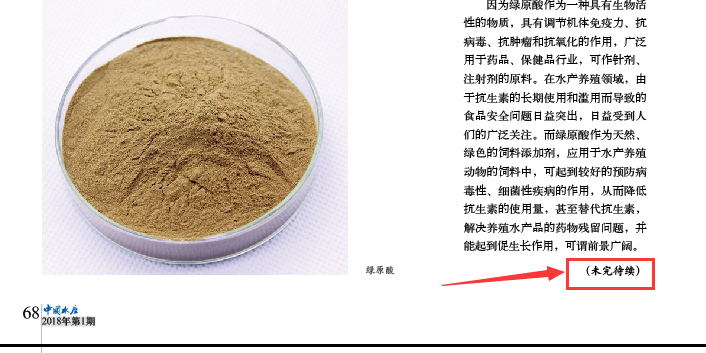 因为绿原酸作为一种具有生物活
性的物质，具有调节机体免疫力、抗
病毒、抗肿瘤和抗氧化的作用，广泛
用于药品、保健品行业，可作针剂、
注射剂的原料。在水产养殖领域，由
于抗生素的长期使用和滥用而导致的
食品安全问题日益突出，日益受到人
们的广泛关注。而绿原酸作为天然、
绿色的饲料添加剂，应用于水产养殖
动物的饲料中，可起到较好的预防病
毒性、细菌性疾病的作用，从而降低
抗生素的使用量，甚至替代抗生素，
解决养殖水产品的药物残留问题，并
能起到促生长作用，可谓前景广阔。
（未完待续）
绿原酸
68 中国水产
2018年第1期